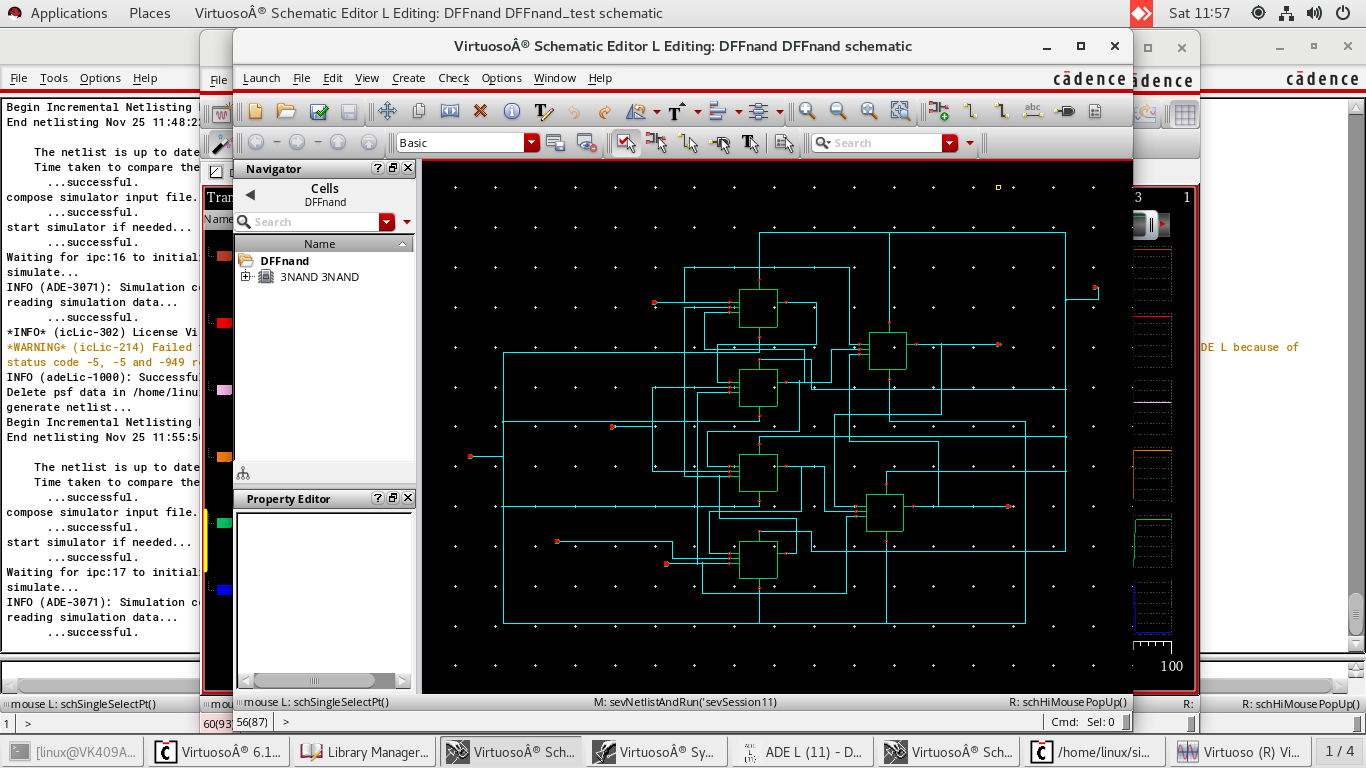 Applications Places VirtuosoÂ® Schematic Editor L Editing: DFFnand DFFnand_test schematic Sat 11:57
VirtuosoÂ® Schematic Editor L Editing: DFFnand DFFnand schematic
File Tools Options Help
File
Launch File Edit View Create Check Options Window Help
cādence
cādence
cādence
Begin Incremental Netlisting
End netlisting Nov 25 11:48:2
The netlist is up to date
Time taken to compare the
...successful.
compose simulator input file.
...successful.
start simulator if needed...
...successful.
Waiting for ipc:16 to initial
simulate...
INFO (ADE-3071): Simulation c
reading simulation data...
...successful.
*INFO* (icLic-302) License Vi
*WARNING* (icLic-214) Failed
DE L because of
status code -5, -5 and -949 r
INFO (adeLic-1000): Successfu
Delete psf data in /home/linu
generate netlist...
Begin Incremental Netlisting
End netlisting Nov 25 11:55:5
The netlist is up to date
Time taken to compare the
...successful.
compose simulator input file.
...successful.
start simulator if needed...
...successful.
Waiting for ipc:17 to initial
simulate...
INFO (ADE-3071): Simulation c
reading simulation data...
...successful.
Tran
Name
3 1
100
abc
Basic
Search
Navigator
Cells
DFFnand
Search
Name
DFFnand
3NAND 3NAND
Property Editor
mouse L: schSingleSelectPt()
mou
mouse L: schSingleSelectPt() M: sevNetlistAndRun('sevSession11) R: schHiMousePopUp()
R:
R: schHiMousePopUp()
1 >
60(93
56(87) > Cmd: Sel: 0
[linux@VK409A... VirtuosoÂ® 6.1... Library Manager... VirtuosoÂ® Sch... VirtuosoÂ® Sy... ADE L (11) - D... VirtuosoÂ® Sch... /home/linux/si... Virtuoso (R) Vi... 1 / 4